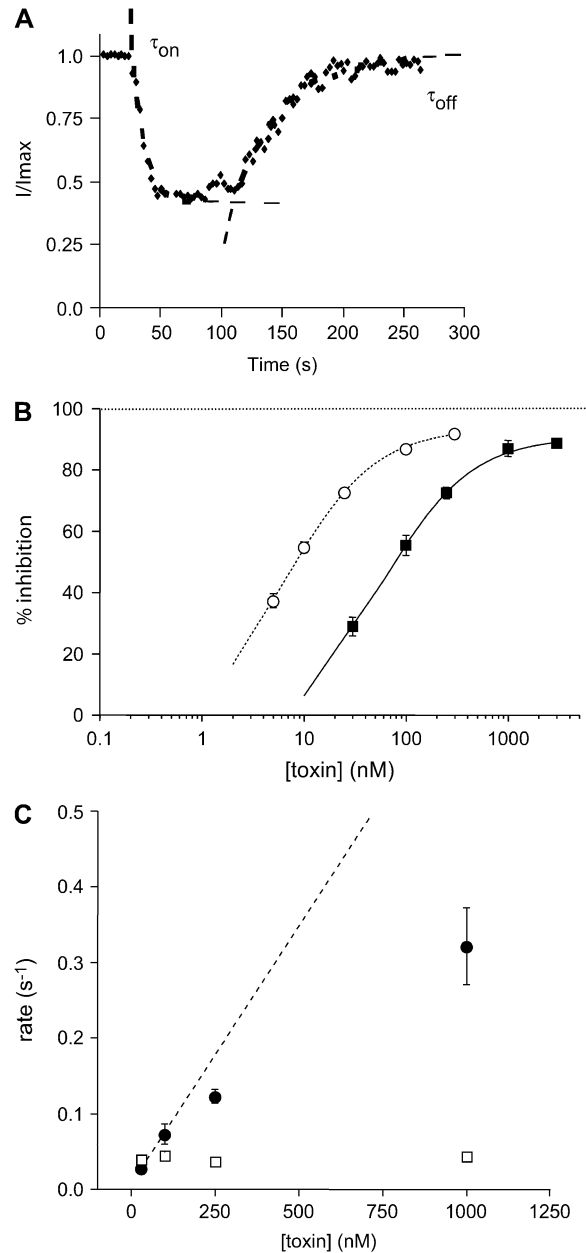 A
τon
τoff
1.0
0.75
0.5
0.25
0.0
I/Imax
0 50 100 150 200 250 300
Time (s)
B
100
80
60
40
20
0
% inhibition
0.1 1 10 100 1000
[toxin] (nM)
C
0.5
0.4
0.3
0.2
0.1
0.0
rate (s-1)
0 250 500 750 1000 1250
[toxin] (nM)